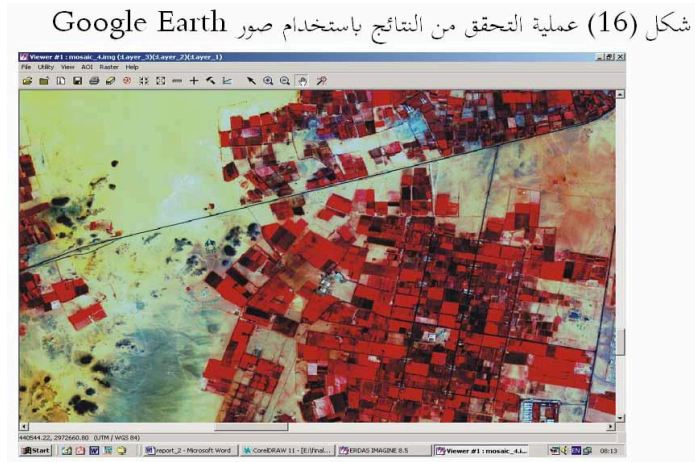 شكل (16) عملية التحقق من النتائج باستخدام صور Google Earth
Viewer #1 : mosaic_4.img (:Layer_3)(:Layer_2)(:Layer_1)
File Utility View AOI Raster Help
440544.22, 2972660.80 (UTM / WGS 84)
Start report_2 - Microsoft Word CorelDRAW 11 - [E:\final... ERDAS IMAGINE 8.5 Viewer #1 : mosaic_4.i... EN 08:13